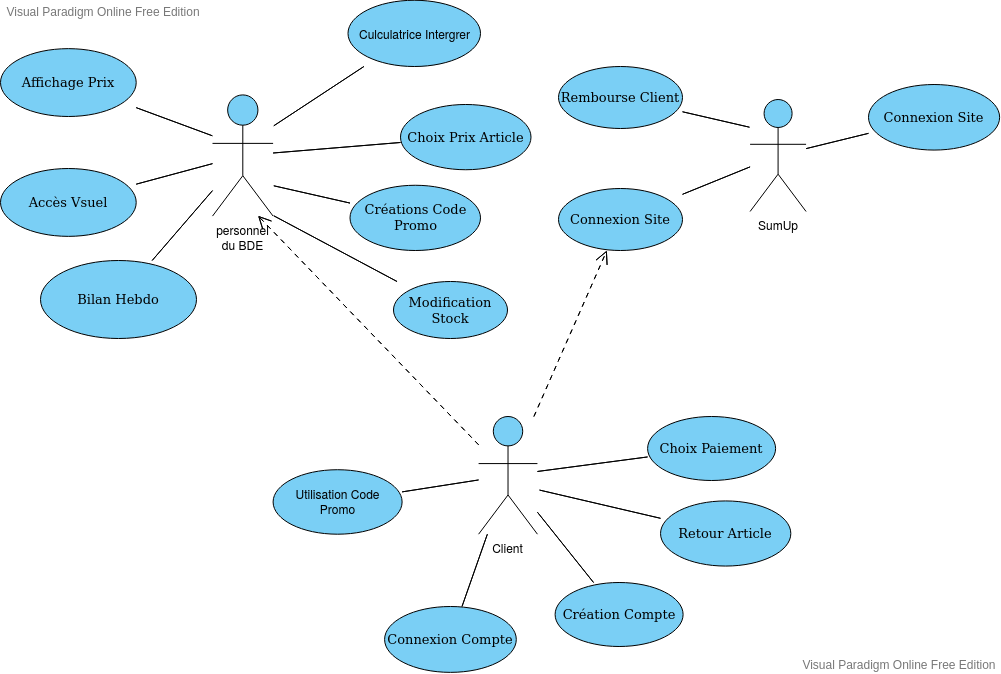 Visual Paradigm Online Free Edition
Culculatrice Intergrer
Affichage Prix
Rembourse Client
Connexion Site
Choix Prix Article
Accès Vsuel
Créations Code
Promo
Connexion Site
SumUp
personnel
du BDE
Bilan Hebdo
Modification
Stock
Choix Paiement
Utilisation Code
Promo
Retour Article
Client
Création Compte
Connexion Compte
Visual Paradigm Online Free Edition